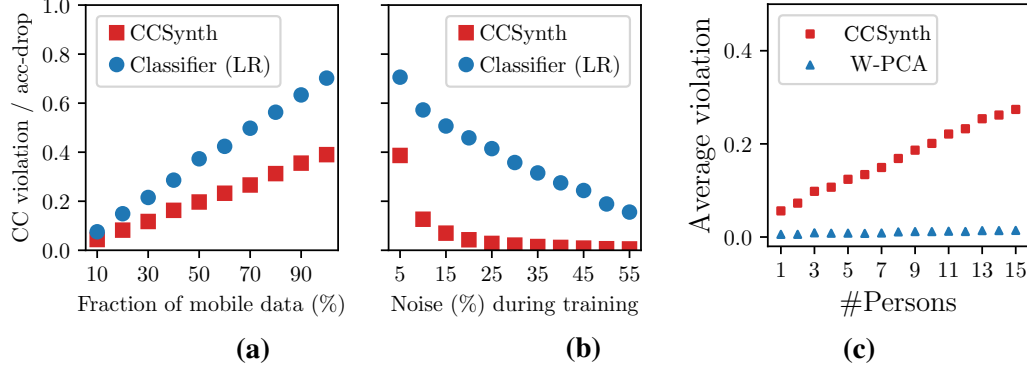 CC violation / acc-drop
1.0
0.8
0.6
0.4
0.2
0.0
CCSynth
Classifier (LR)
10 30 50 70 90
Fraction of mobile data (%)
(a)
CCSynth
Classifier (LR)
5 15 25 35 45 55
Noise (%) during training
(b)
Average violation
0.4
0.2
0.0
CCSynth
W-PCA
1 3 5 7 9 11 13 15
#Persons
(c)